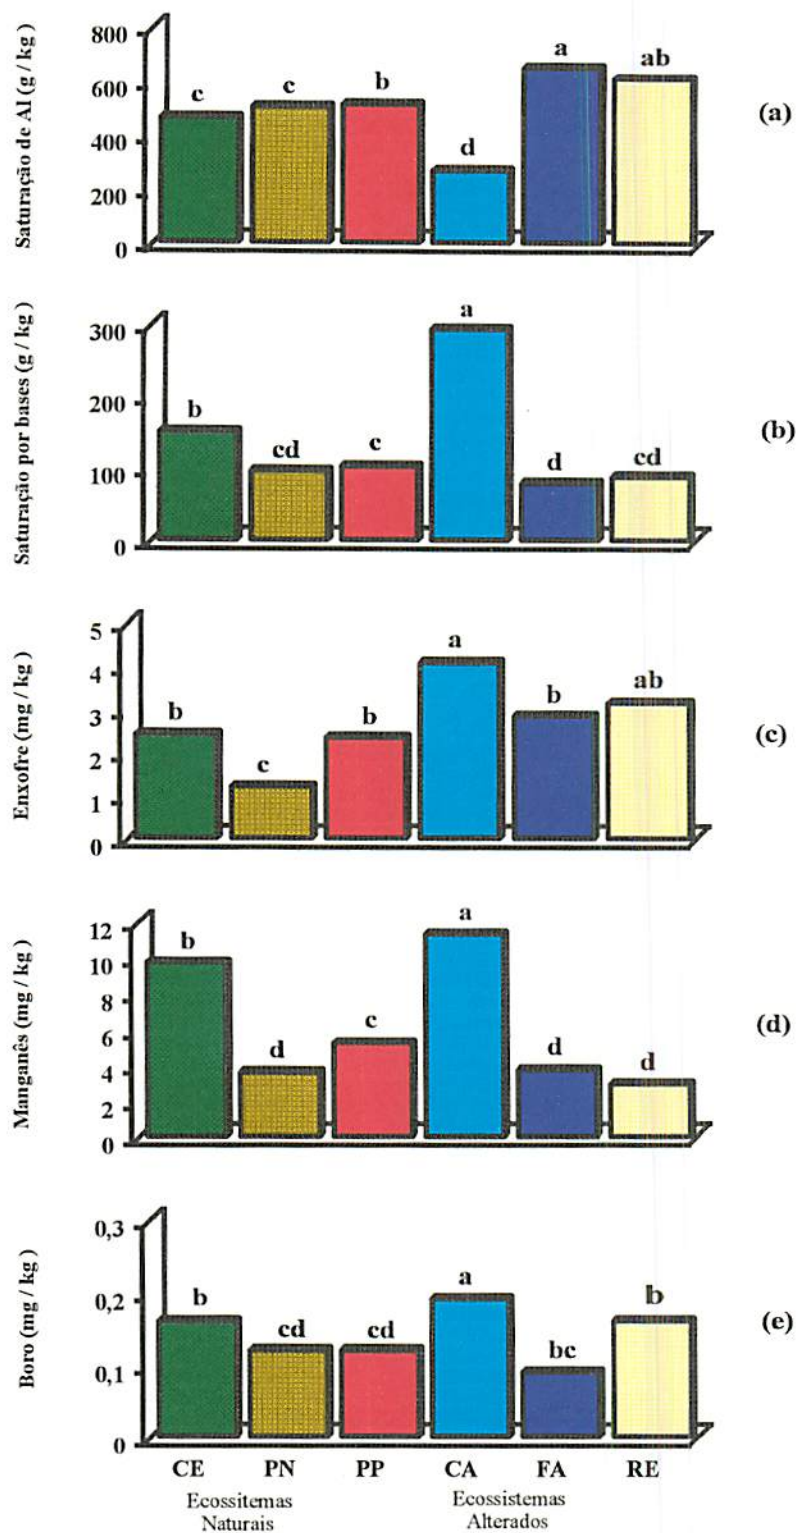 Saturação de Al (g / kg)
800
600
400
200
0
c c b d a ab
(a)
Saturação por bases (g / kg)
300
200
100
0
b cd c a d cd
(b)
Enxofre (mg / kg)
5
4
3
2
1
0
b c b a b ab
(c)
Manganês (mg / kg)
12
10
8
6
4
2
0
b d c a d d
(d)
Boro (mg / kg)
0,3
0,2
0,1
0
b cd cd a bc b
(e)
CE PN PP CA FA RE
Ecossitemas Ecossistemas
Naturais Alterados